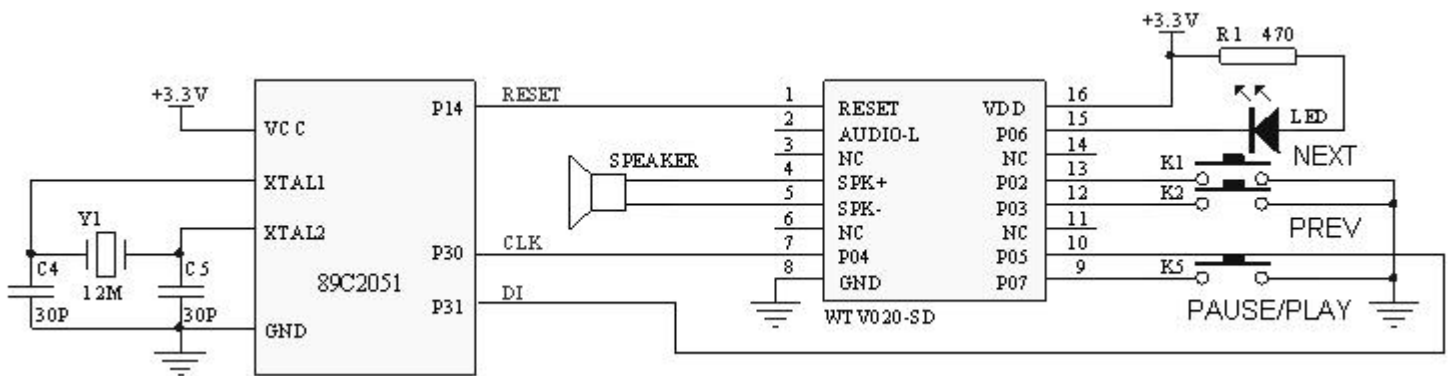 +3.3V
R1 470
+3.3V
P14
RESET
1
RESET
VDD
16
VCC
2
AUDIO-L
P06
15
LED
3
NC
NC
14
NEXT
SPEAKER
4
SPK+
P02
13
K1
XTAL1
5
SPK-
P03
12
K2
Y1
XTAL2
6
NC
NC
11
PREV
P30
CLK
7
P04
P05
10
C4
C5
12M
89C2051
8
GND
P07
9
K5
30P
30P
P31
DI
GND
WTV020-SD
PAUSE/PLAY